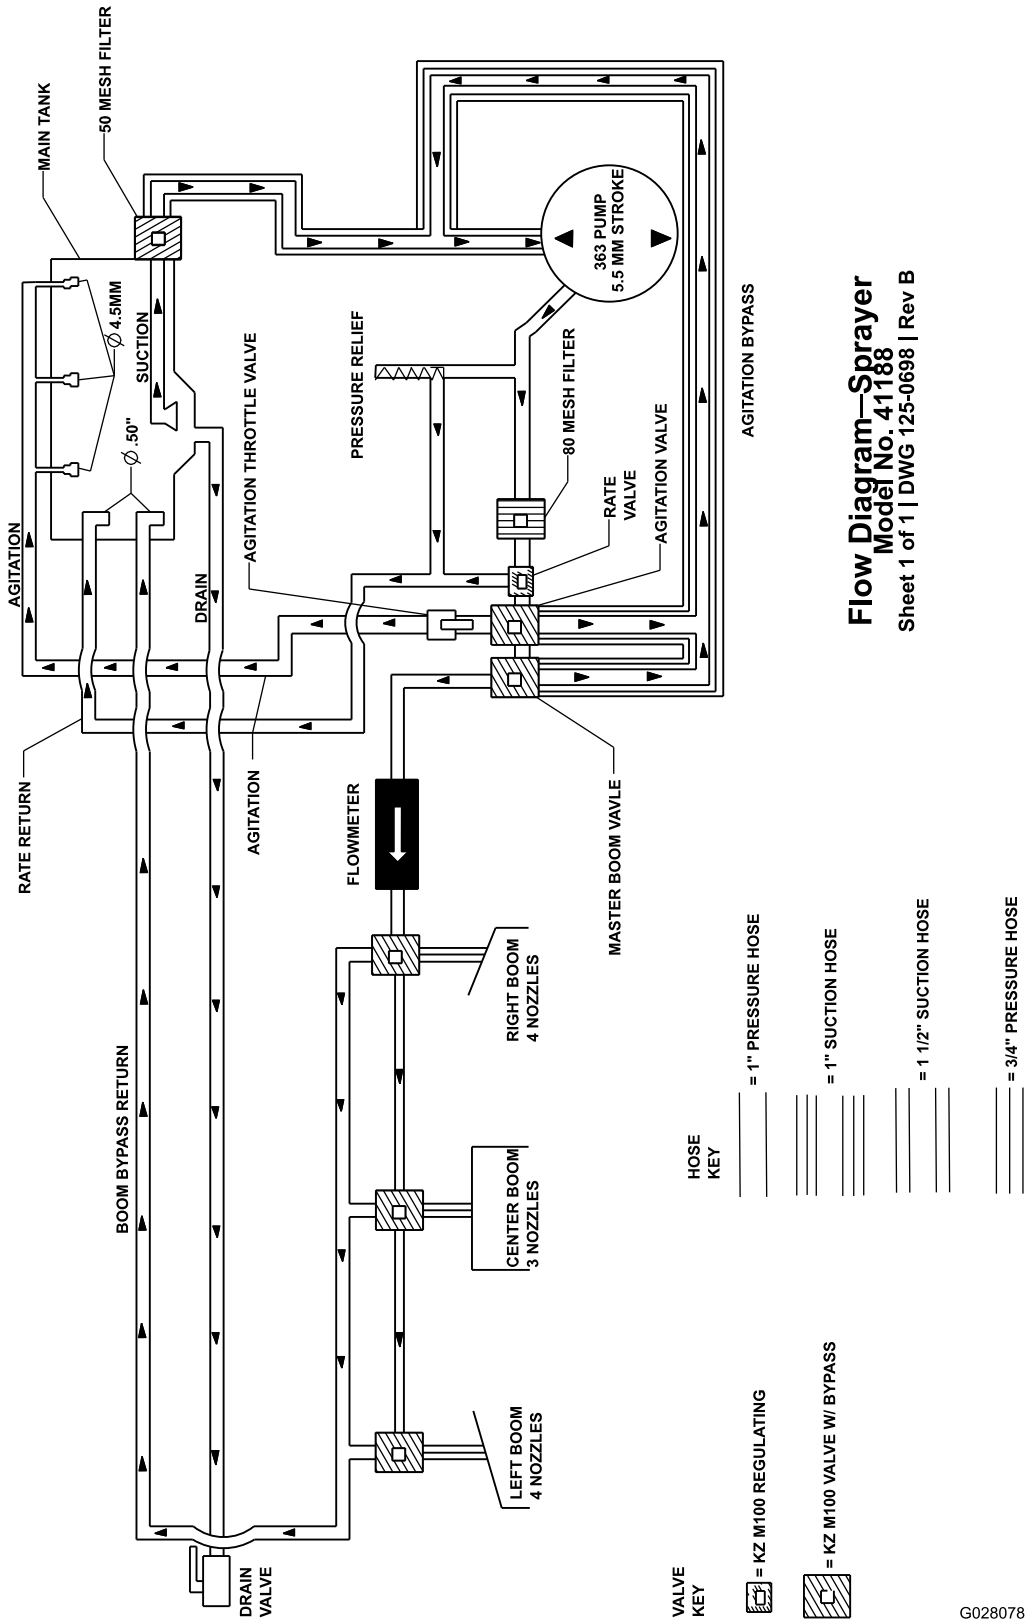 MAIN TANK
50 MESH FILTER
AGITATION
Ø 4.5MM
SUCTION
Ø .50"
DRAIN
AGITATION THROTTLE VALVE
PRESSURE RELIEF
363 PUMP
5.5 MM STROKE
80 MESH FILTER
RATE
VALVE
AGITATION VALVE
AGITATION BYPASS
RATE RETURN
AGITATION
FLOWMETER
MASTER BOOM VAVLE
BOOM BYPASS RETURN
RIGHT BOOM
4 NOZZLES
CENTER BOOM
3 NOZZLES
LEFT BOOM
4 NOZZLES
DRAIN
VALVE
Flow Diagram—Sprayer
Model No. 41188
Sheet 1 of 1 | DWG 125-0698 | Rev B
HOSE
KEY
= 1" PRESSURE HOSE
= 1" SUCTION HOSE
= 1 1/2" SUCTION HOSE
= 3/4" PRESSURE HOSE
VALVE
KEY
= KZ M100 REGULATING
= KZ M100 VALVE W/ BYPASS
G028078